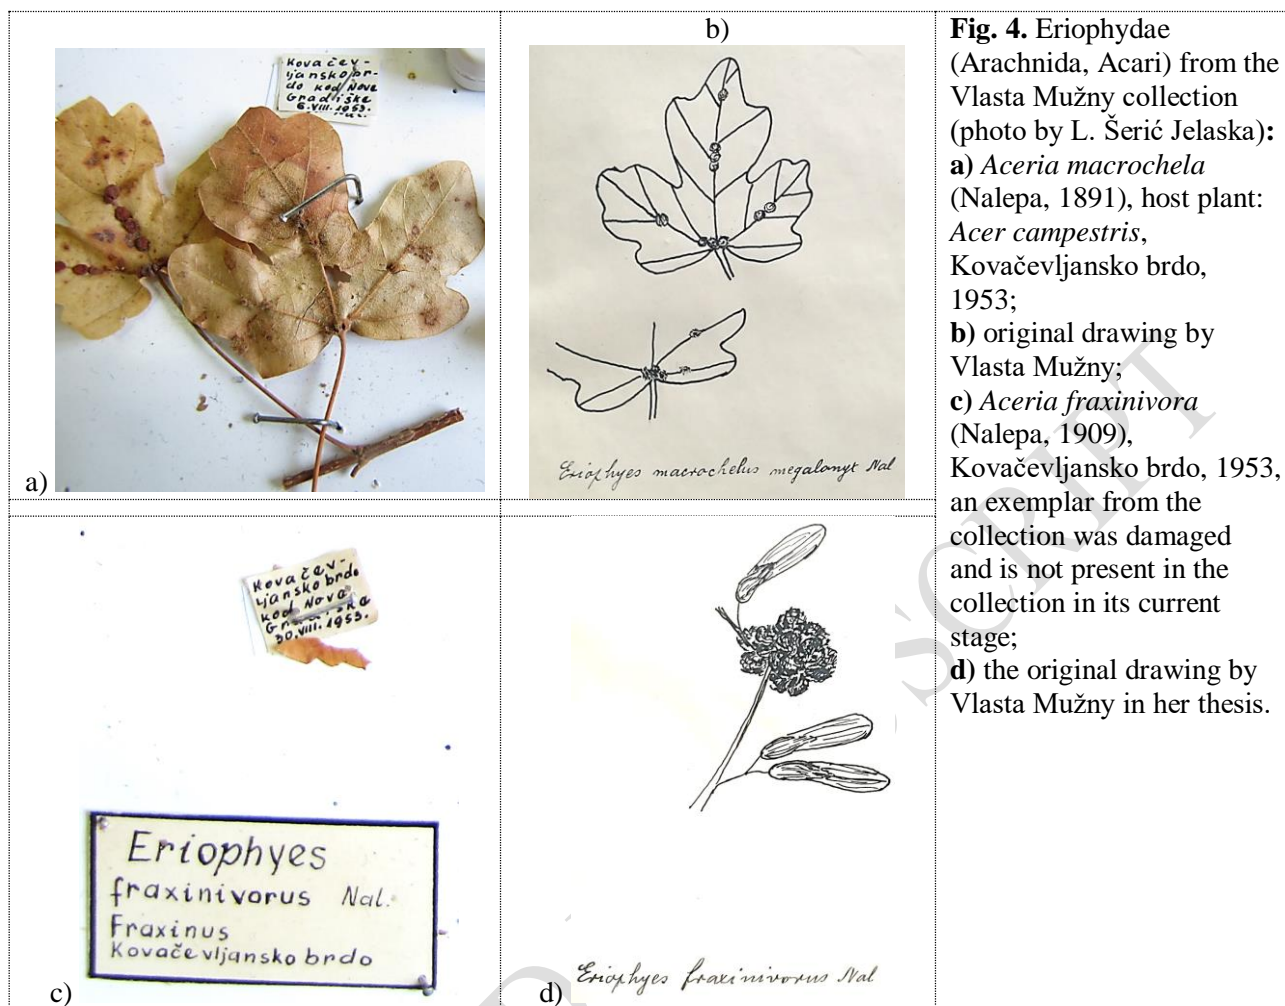 a)
Kovačev-
ljansko br-
do kod Nove
Gradiške
6.VIII.1953.
b)
Eriophyes macrochelus megalonyt Nal
c)
Kovačev-
ljansko brdo
kod Nova
Gradiška
30.VIII.1953.
Eriophyes
fraxinivorus Nal.
Fraxinus
Kovačevljansko brdo
d)
Eriophyes fraxinivorus Nal
Fig. 4. Eriophydae
(Arachnida, Acari) from the
Vlasta Mužny collection
(photo by L. Šerić Jelaska):
a) Aceria macrochela
(Nalepa, 1891), host plant:
Acer campestris,
Kovačevljansko brdo,
1953;
b) original drawing by
Vlasta Mužny;
c) Aceria fraxinivora
(Nalepa, 1909),
Kovačevljansko brdo, 1953,
an exemplar from the
collection was damaged
and is not present in the
collection in its current
stage;
d) the original drawing by
Vlasta Mužny in her thesis.
SCRIPT